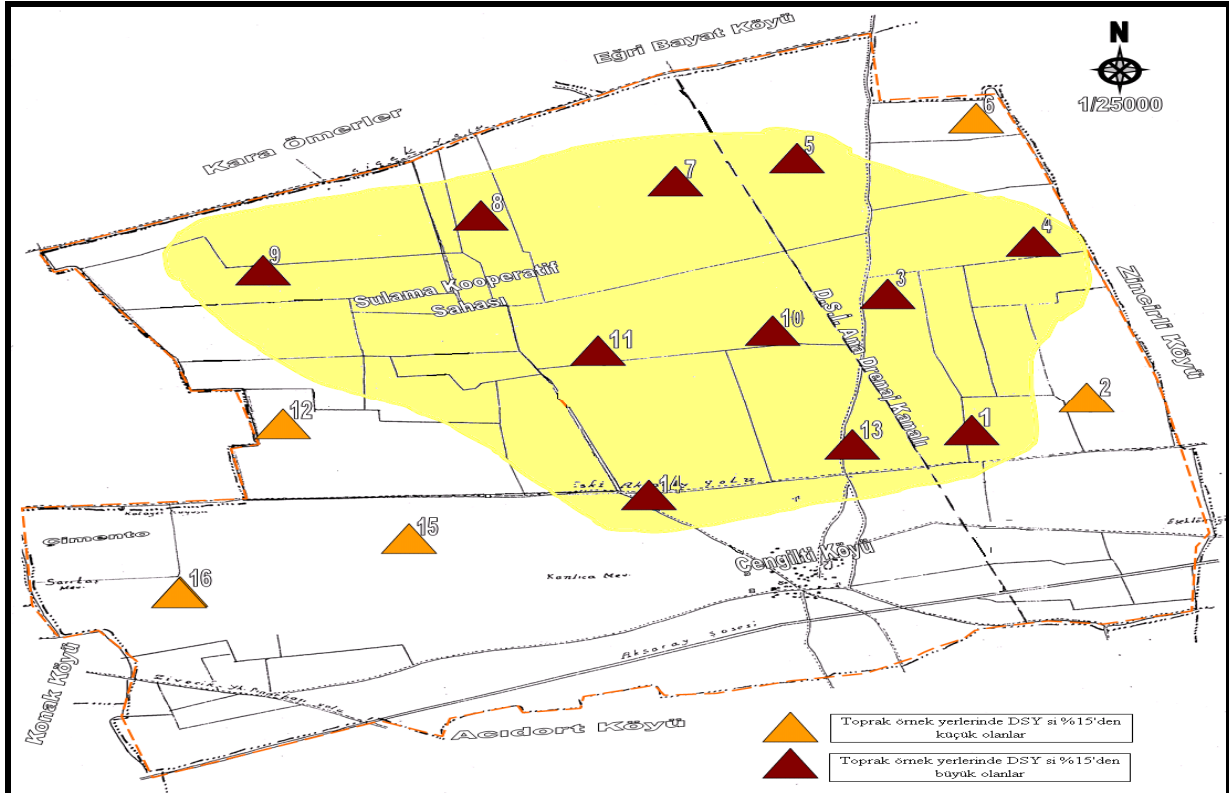 Eğri Bayat Köyü
N
1/25000
Kara Ömerler
6
5
7
8
4
9
Sulama Kooperatif
Sahası
3
Zincirli Köyü
10
11
D.S.İ. Ana Drenaj Kanalı
2
12
1
13
14
yolu
15
Çimento
Çengilti Köyü
Kanlıca Mev.
16
Mev.
Aksaray Şosesi
yolu
Konak Köyü
Acıdort Köyü
Toprak örnek yerlerinde DSY si %15'den
küçük olanlar
Toprak örnek yerlerinde DSY si %15'den
büyük olanlar